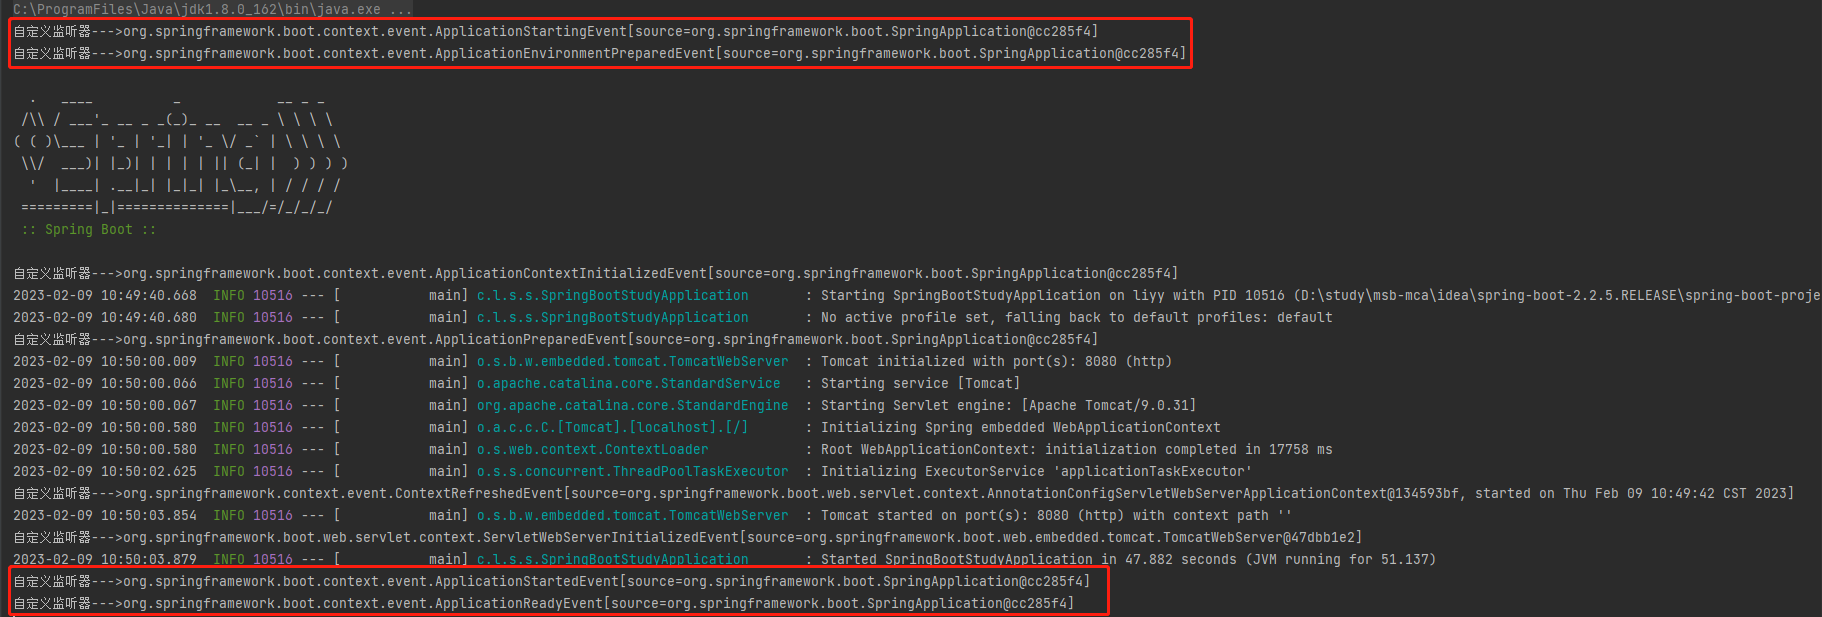 C:\ProgramFiles\Java\jdk1.8.0_162\bin\java.exe ...
自定义监听器--->org.springframework.boot.context.event.ApplicationStartingEvent[source=org.springframework.boot.SpringApplication@cc285f4]
自定义监听器--->org.springframework.boot.context.event.ApplicationEnvironmentPreparedEvent[source=org.springframework.boot.SpringApplication@cc285f4]
  .   ____          _            __ _ _
 /\\ / ___'_ __ _ _(_)_ __  __ _ \ \ \ \
( ( )\___ | '_ | '_| | '_ \/ _` | \ \ \ \
 \\/  ___)| |_)| | | | | || (_| |  ) ) ) )
  '  |____| .__|_| |_|_| |_\__, | / / / /
 =========|_|==============|___/=/_/_/_/
 :: Spring Boot ::
自定义监听器--->org.springframework.boot.context.event.ApplicationContextInitializedEvent[source=org.springframework.boot.SpringApplication@cc285f4]
2023-02-09 10:49:40.668  INFO 10516 --- [           main] c.l.s.s.SpringBootStudyApplication       : Starting SpringBootStudyApplication on liyy with PID 10516 (D:\study\msb-mca\idea\spring-boot-2.2.5.RELEASE\spring-boot-proje
2023-02-09 10:49:40.680  INFO 10516 --- [           main] c.l.s.s.SpringBootStudyApplication       : No active profile set, falling back to default profiles: default
自定义监听器--->org.springframework.boot.context.event.ApplicationPreparedEvent[source=org.springframework.boot.SpringApplication@cc285f4]
2023-02-09 10:50:00.009  INFO 10516 --- [           main] o.s.b.w.embedded.tomcat.TomcatWebServer  : Tomcat initialized with port(s): 8080 (http)
2023-02-09 10:50:00.066  INFO 10516 --- [           main] o.apache.catalina.core.StandardService   : Starting service [Tomcat]
2023-02-09 10:50:00.067  INFO 10516 --- [           main] org.apache.catalina.core.StandardEngine  : Starting Servlet engine: [Apache Tomcat/9.0.31]
2023-02-09 10:50:00.580  INFO 10516 --- [           main] o.a.c.c.C.[Tomcat].[localhost].[/]       : Initializing Spring embedded WebApplicationContext
2023-02-09 10:50:00.580  INFO 10516 --- [           main] o.s.web.context.ContextLoader            : Root WebApplicationContext: initialization completed in 17758 ms
2023-02-09 10:50:02.625  INFO 10516 --- [           main] o.s.s.concurrent.ThreadPoolTaskExecutor  : Initializing ExecutorService 'applicationTaskExecutor'
自定义监听器--->org.springframework.context.event.ContextRefreshedEvent[source=org.springframework.boot.web.servlet.context.AnnotationConfigServletWebServerApplicationContext@134593bf, started on Thu Feb 09 10:49:42 CST 2023]
2023-02-09 10:50:03.854  INFO 10516 --- [           main] o.s.b.w.embedded.tomcat.TomcatWebServer  : Tomcat started on port(s): 8080 (http) with context path ''
自定义监听器--->org.springframework.boot.web.servlet.context.ServletWebServerInitializedEvent[source=org.springframework.boot.web.embedded.tomcat.TomcatWebServer@47dbb1e2]
2023-02-09 10:50:03.879  INFO 10516 --- [           main] c.l.s.s.SpringBootStudyApplication       : Started SpringBootStudyApplication in 47.882 seconds (JVM running for 51.137)
自定义监听器--->org.springframework.boot.context.event.ApplicationStartedEvent[source=org.springframework.boot.SpringApplication@cc285f4]
自定义监听器--->org.springframework.boot.context.event.ApplicationReadyEvent[source=org.springframework.boot.SpringApplication@cc285f4]